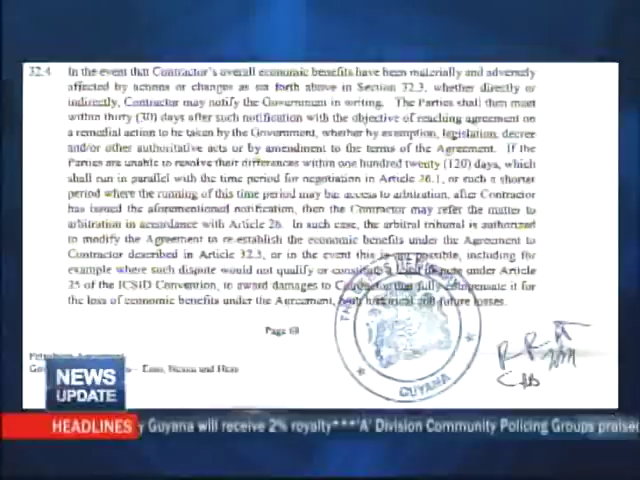 32.4 In the event that Contractor's overall economic benefits have been materially and adversely
affected by actions or changes as set forth above in Section 32.3, whether directly or
indirectly, Contractor may notify the Government in writing. The Parties shall then meet
within thirty (30) days after such notification with the objective of reaching agreement on
a remedial action to be taken by the Government, whether by exemption, legislation, decree
and/or other authoritative acts or by amendment to the terms of the Agreement. If the
Parties are unable to resolve their differences within one hundred twenty (120) days, which
shall run in parallel with the time period for negotiation in Article 26.1, or such a shorter
period where the running of this time period may bar access to arbitration, after Contractor
has issued the aforementioned notification, then the Contractor may refer the matter to
arbitration in accordance with Article 26. In such case, the arbitral tribunal is authorized
to modify the Agreement to re-establish the economic benefits under the Agreement to
Contractor described in Article 32.3, or in the event this is not possible, including for
example where such dispute would not qualify or constitute a legal dispute under Article
25 of the ICSID Convention, to award damages to Contractor that fully compensate it for
the loss of economic benefits under the Agreement, both historical and future losses.
Page 68
Petroleum Agreement
Esso, Hexen and Hess
GUYANA
NEWS
UPDATE
HEADLINES y Guyana will receive 2% royalty***'A' Division Community Policing Groups praised